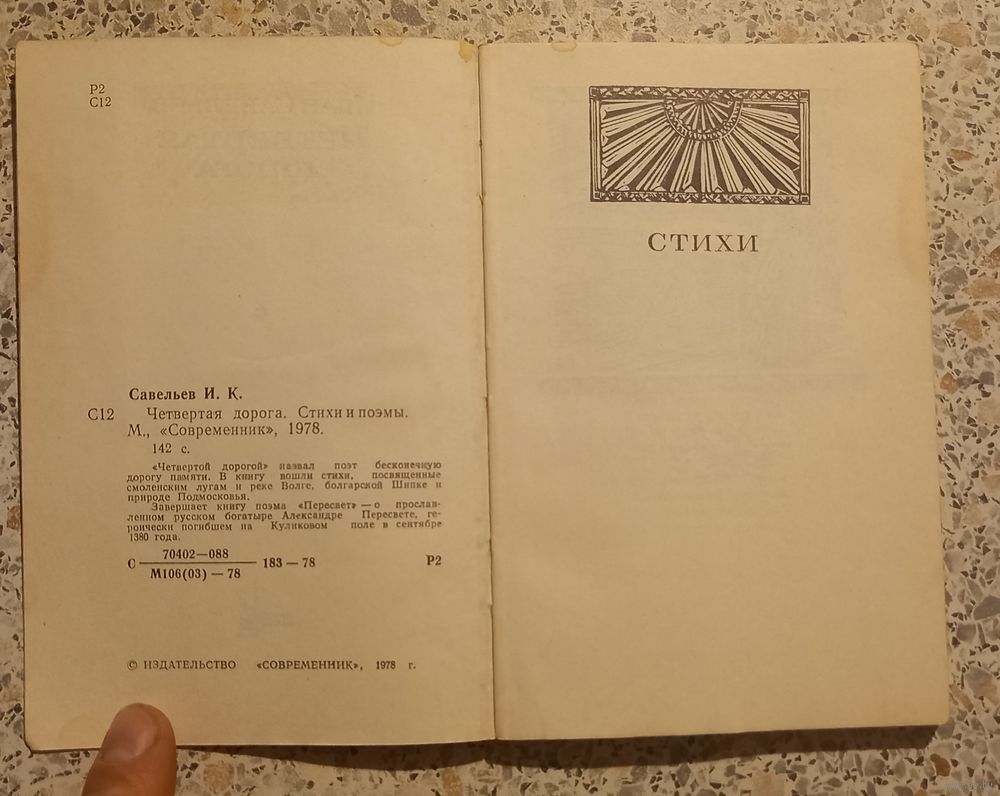 Р2
С12
Савельев И. К.
С12 Четвертая дорога. Стихи и поэмы.
М., «Современник», 1978.
142 с.
«Четвертой дорогой» назвал поэт бесконечную
дорогу памяти. В книгу вошли стихи, посвященные
смоленским лугам и реке Волге, болгарской Шипке и
природе Подмосковья.
Завершает книгу поэма «Пересвет» — о прослав-
ленном русском богатыре Александре Пересвете, ге-
роически погибшем на Куликовом поле в сентябре
1380 года.
70402—088
С 183—78 Р2
М106(03)—78
© ИЗДАТЕЛЬСТВО «СОВРЕМЕННИК», 1978 г.
СТИХИ